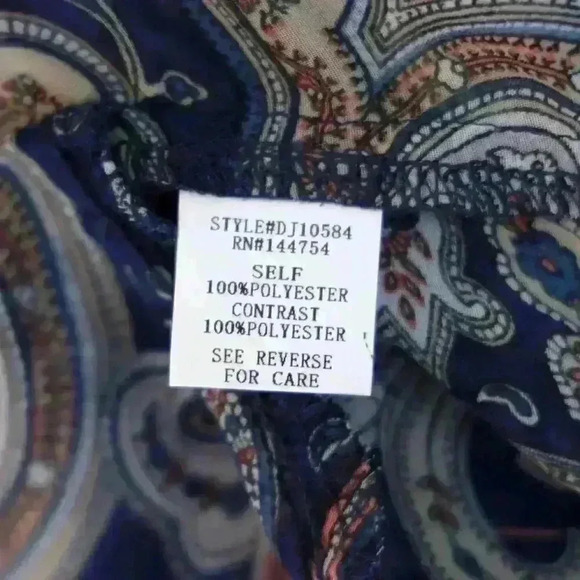 STYLE#DJ10584
RN#144754
SELF
100%POLYESTER
CONTRAST
100%POLYESTER
SEE REVERSE
FOR CARE